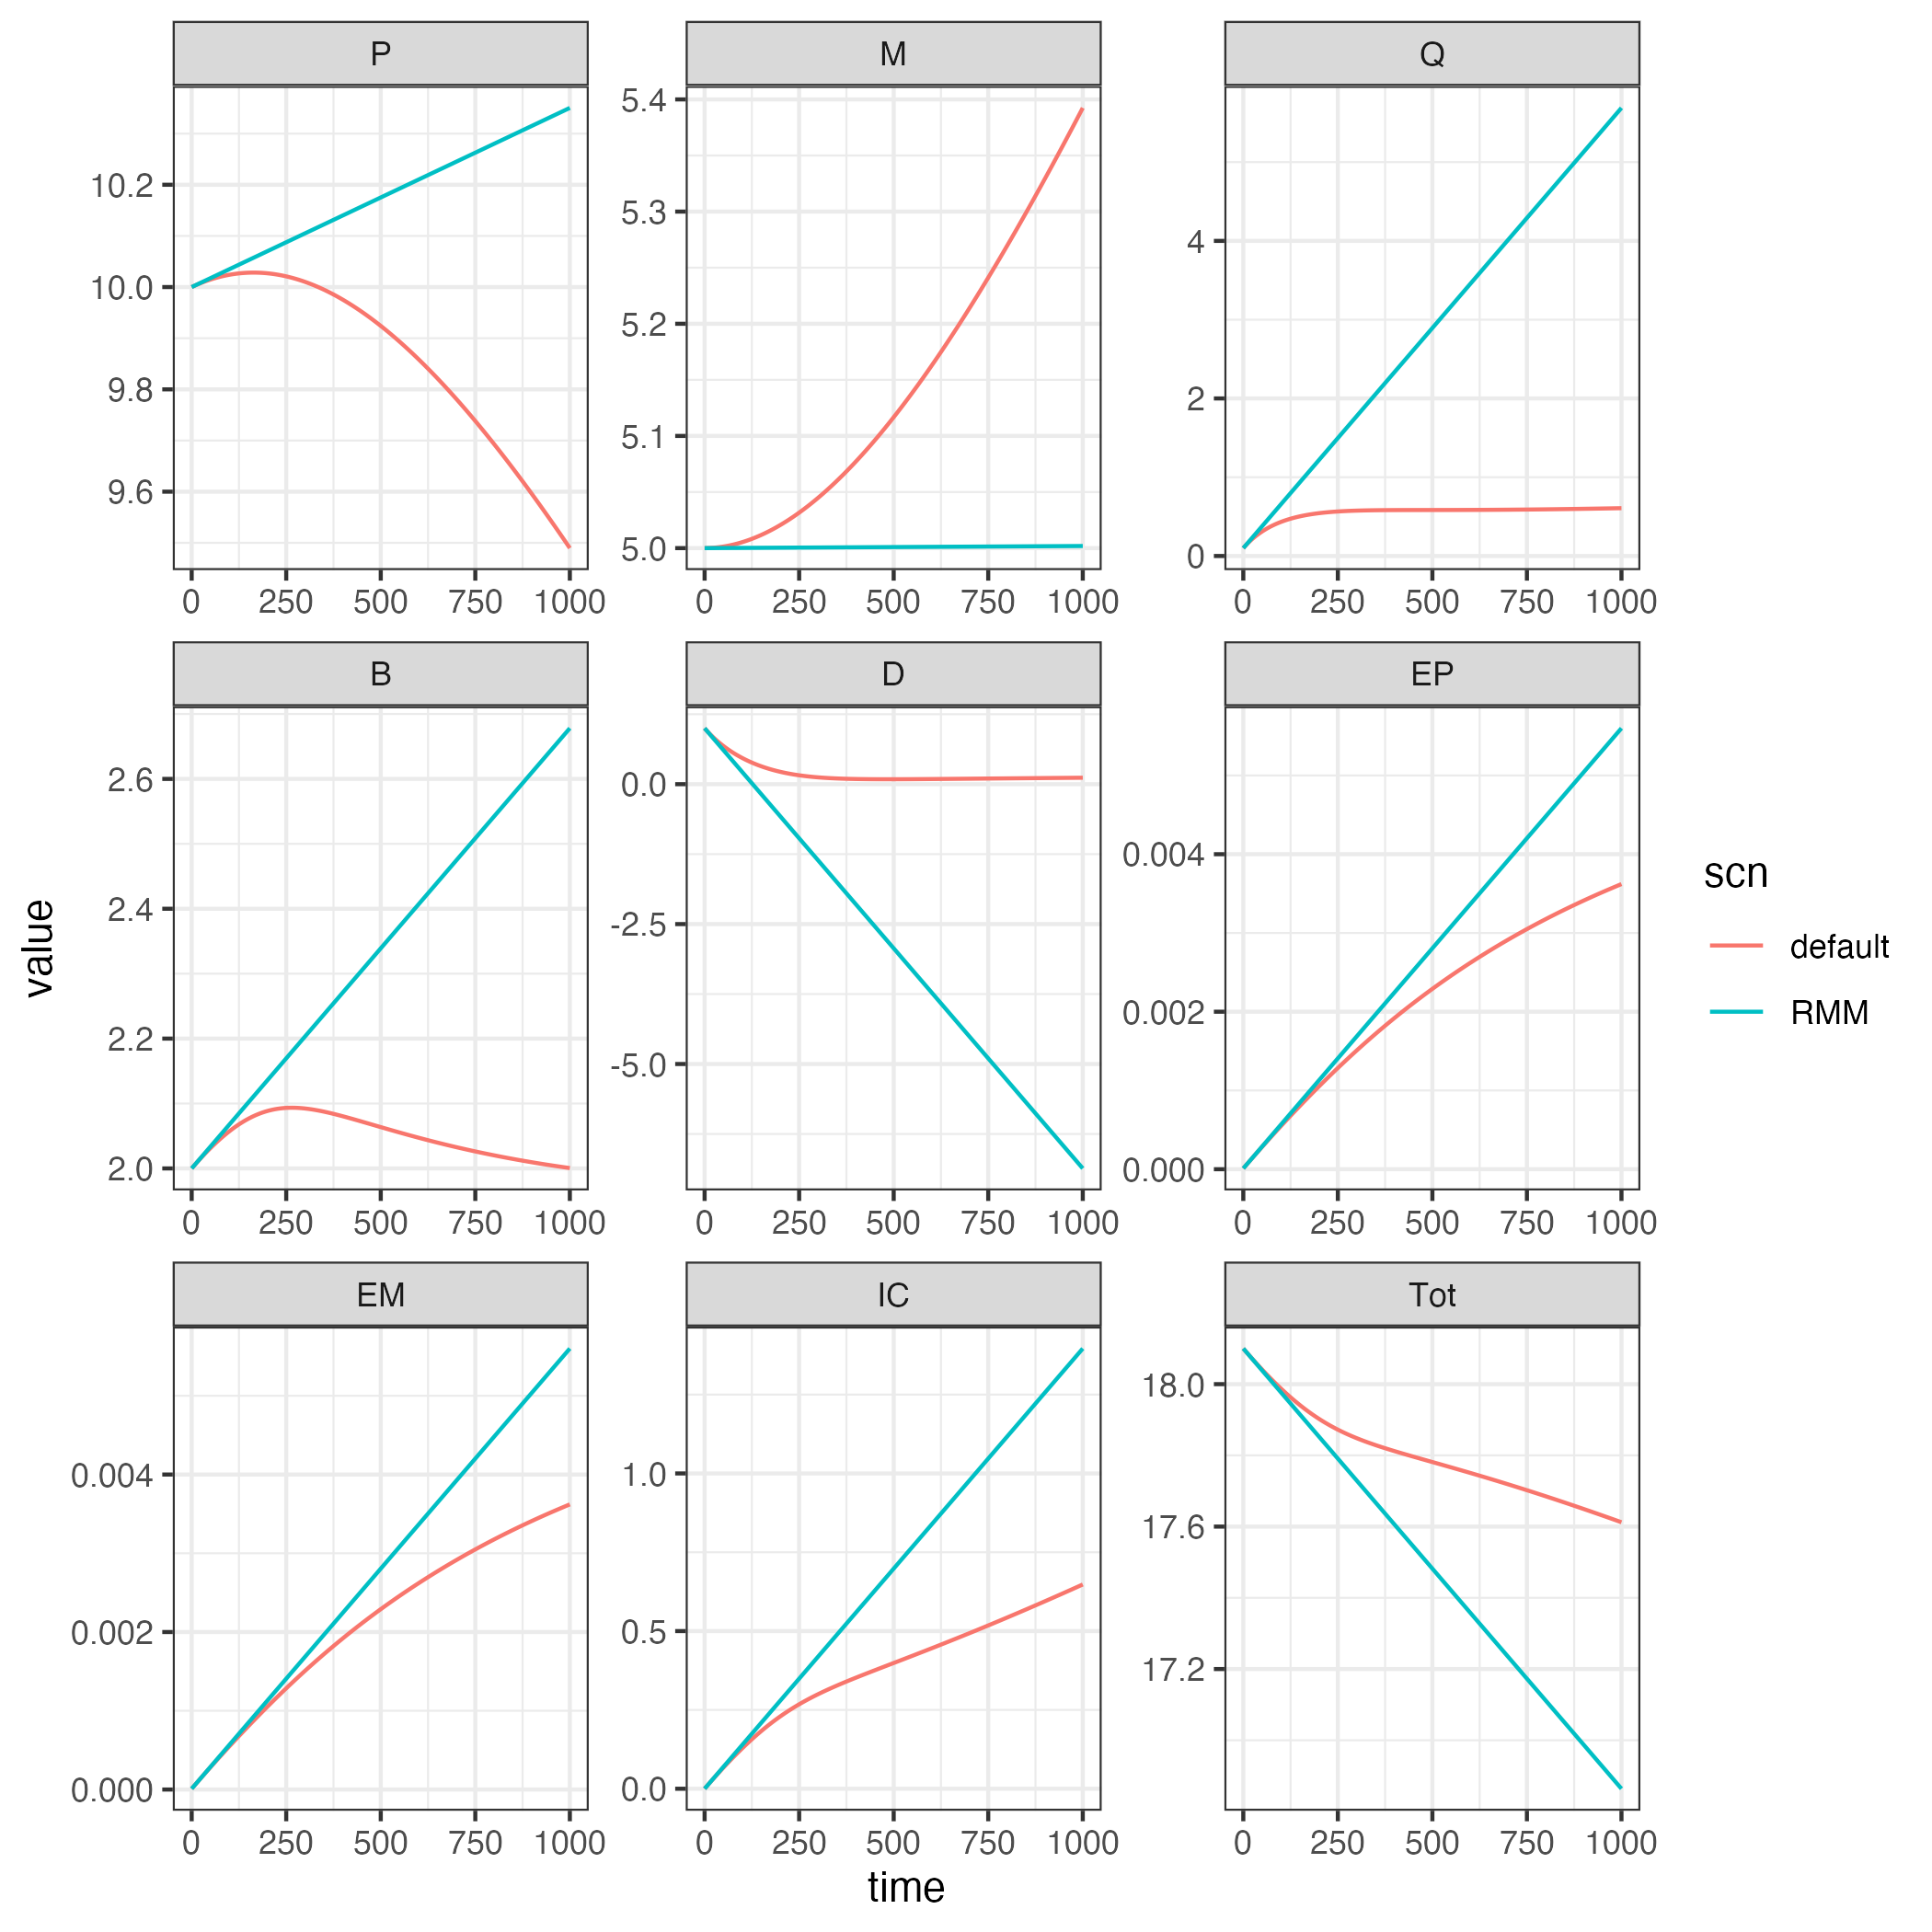 P
M
Q
10.2
10.0
9.8
9.6
5.4
5.3
5.2
5.1
5.0
4
2
0
0 250 500 750 1000
0 250 500 750 1000
0 250 500 750 1000
B
D
EP
2.6
2.4
2.2
2.0
0.0
-2.5
-5.0
0.004
0.002
0.000
0 250 500 750 1000
0 250 500 750 1000
0 250 500 750 1000
EM
IC
Tot
0.004
0.002
0.000
1.0
0.5
0.0
18.0
17.6
17.2
0 250 500 750 1000
0 250 500 750 1000
0 250 500 750 1000
value
time
scn
default
RMM